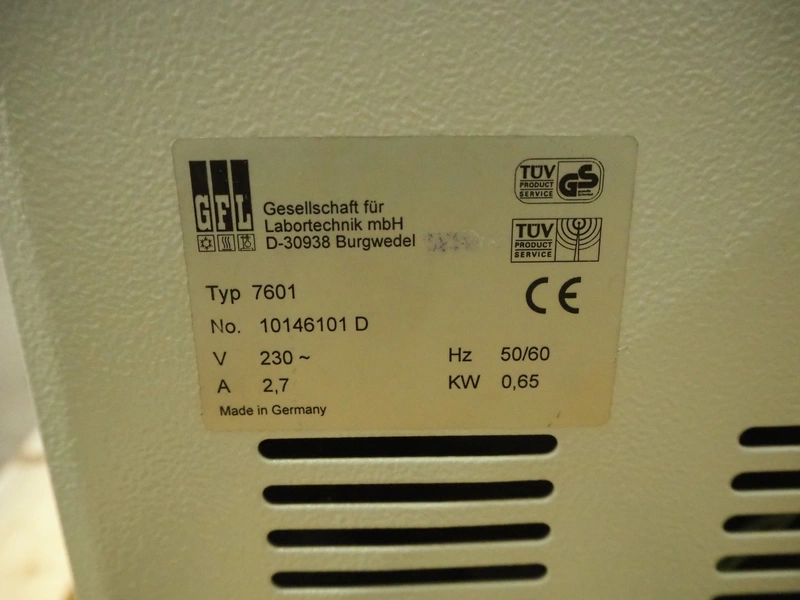 GFL
Gesellschaft für
Labortechnik mbH
D-30938 Burgwedel
TÜV
PRODUCT
SERVICE
GS
TÜV
PRODUCT
SERVICE
CE
Typ 7601
No. 10146101 D
V 230 ~ Hz 50/60
A 2,7 KW 0,65
Made in Germany